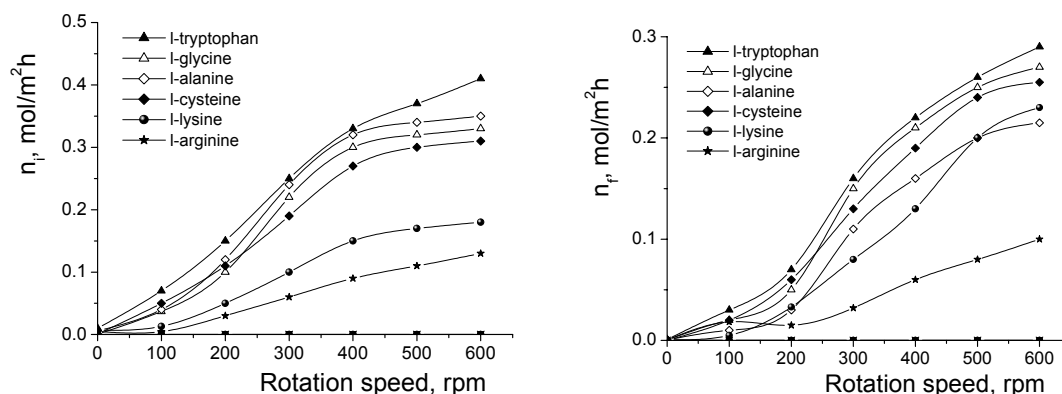 0.5
0.4
0.3
0.2
0.1
0.0
n_i, mol/m²h
l-tryptophan
l-glycine
l-alanine
l-cysteine
l-lysine
l-arginine
0 100 200 300 400 500 600
Rotation speed, rpm
0.3
0.2
0.1
0.0
n_f, mol/m²h
l-tryptophan
l-glycine
l-alanine
l-cysteine
l-lysine
l-arginine
0 100 200 300 400 500 600
Rotation speed, rpm